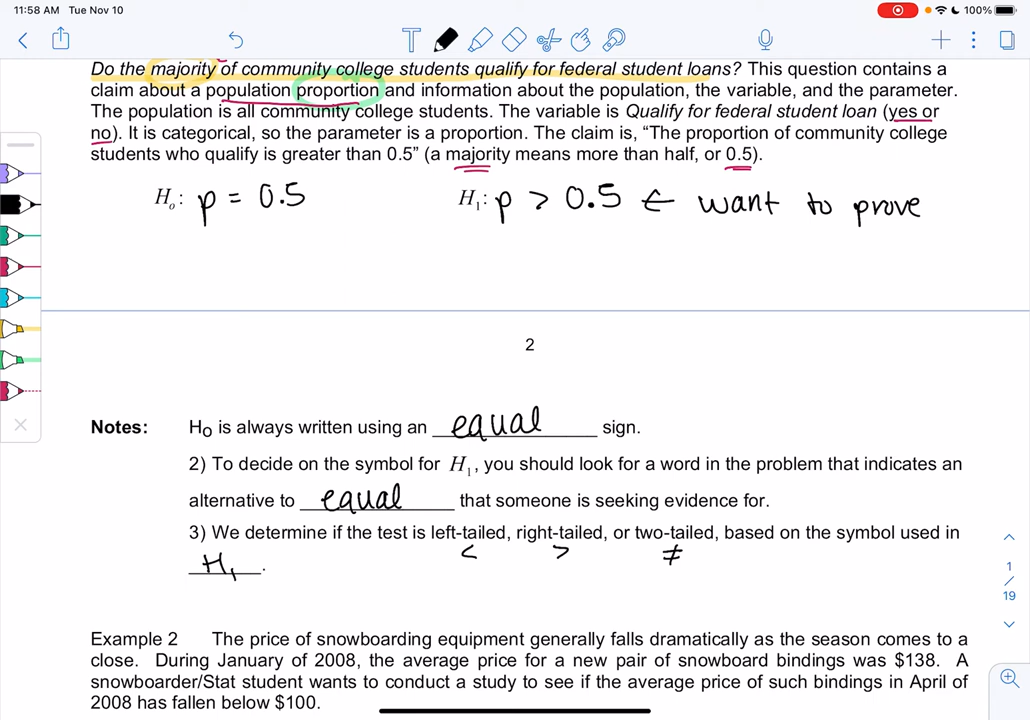 11:58 AM Tue Nov 10
100%
Do the majority of community college students qualify for federal student loans? This question contains a
claim about a population proportion and information about the population, the variable, and the parameter.
The population is all community college students. The variable is Qualify for federal student loan (yes or
no). It is categorical, so the parameter is a proportion. The claim is, “The proportion of community college
students who qualify is greater than 0.5” (a majority means more than half, or 0.5).
H₀: p = 0.5 H₁: p > 0.5 ← want to prove
2
Notes: H₀ is always written using an equal sign.
2) To decide on the symbol for H₁, you should look for a word in the problem that indicates an
alternative to equal that someone is seeking evidence for.
3) We determine if the test is left-tailed, right-tailed, or two-tailed, based on the symbol used in
< > ≠
H₁.
1
/
19
Example 2 The price of snowboarding equipment generally falls dramatically as the season comes to a
close. During January of 2008, the average price for a new pair of snowboard bindings was $138. A
snowboarder/Stat student wants to conduct a study to see if the average price of such bindings in April of
2008 has fallen below $100.